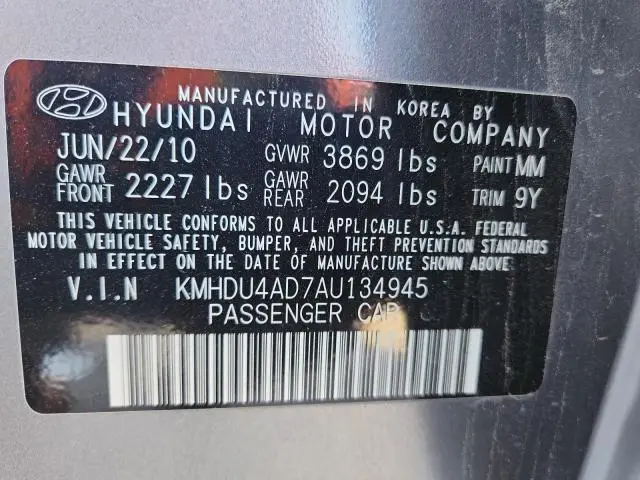 MANUFACTURED IN KOREA BY
HYUNDAI MOTOR COMPANY
JUN/22/10 GVWR 3869 lbs PAINT MM
GAWR FRONT 2227 lbs GAWR REAR 2094 lbs TRIM 9Y
THIS VEHICLE CONFORMS TO ALL APPLICABLE U.S.A. FEDERAL
MOTOR VEHICLE SAFETY, BUMPER, AND THEFT PREVENTION STANDARDS
IN EFFECT ON THE DATE OF MANUFACTURE SHOWN ABOVE.
V.I.N KMHDU4AD7AU134945
PASSENGER CAR